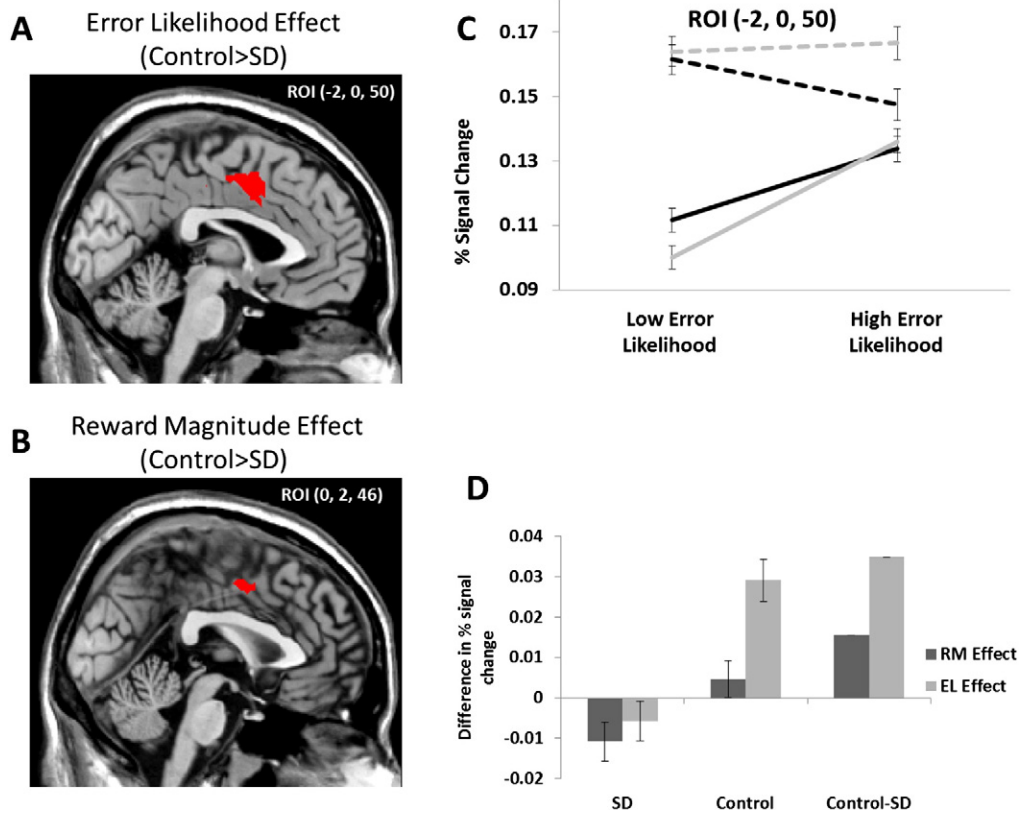 A
Error Likelihood Effect
(Control>SD)
ROI (-2, 0, 50)
B
Reward Magnitude Effect
(Control>SD)
ROI (0, 2, 46)
C
ROI (-2, 0, 50)
% Signal Change
0.17
0.15
0.13
0.11
0.09
Low Error
Likelihood
High Error
Likelihood
D
Difference in % signal
change
0.04
0.03
0.02
0.01
0
-0.01
-0.02
SD
Control
Control-SD
RM Effect
EL Effect